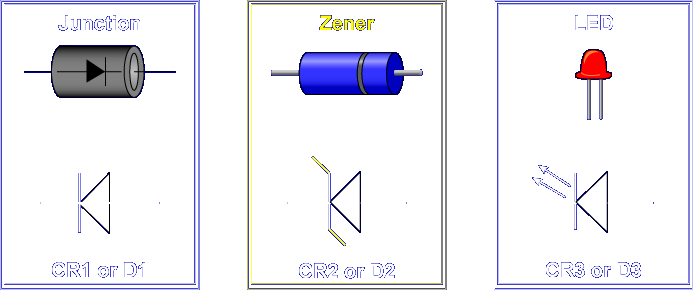 Junction
Zener
LED
CR1 or D1
CR2 or D2
CR3 or D3